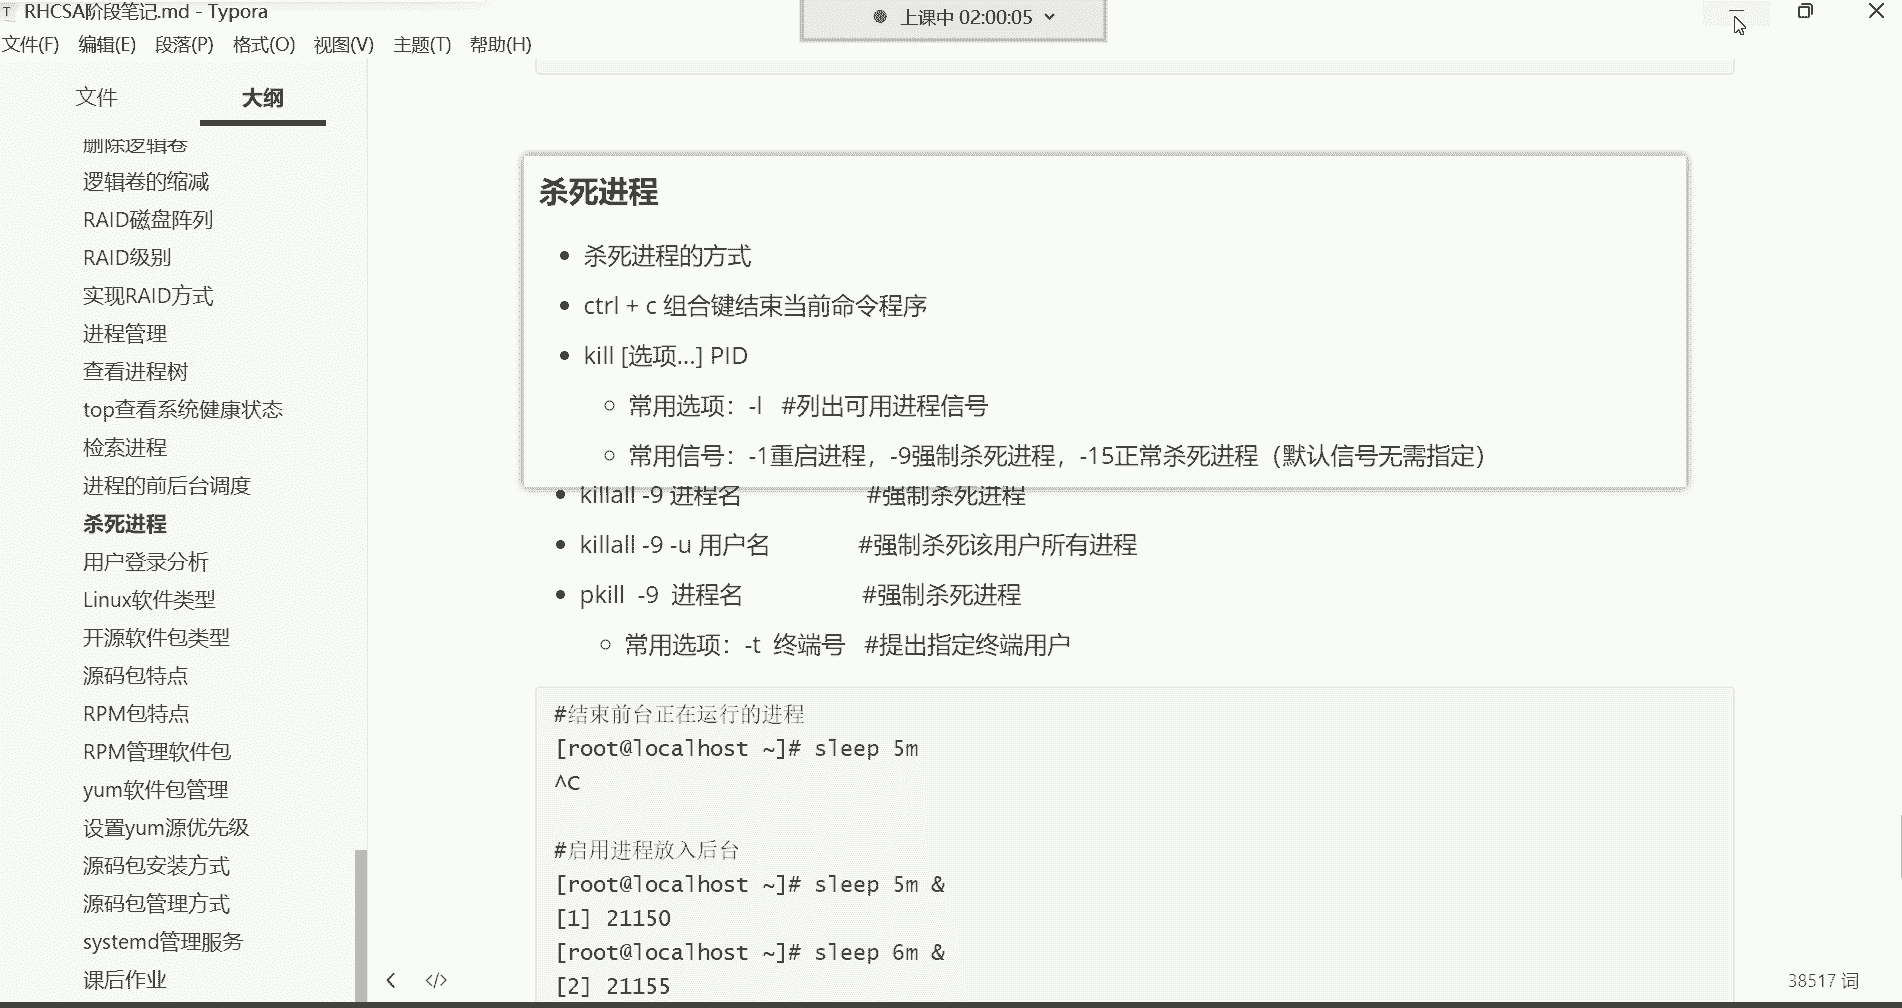 T RHCSA阶段笔记.md - Typora
上课中 02:00:05
文件(F) 编辑(E) 段落(P) 格式(O) 视图(V) 主题(T) 帮助(H)
文件 大纲
删除逻辑卷
逻辑卷的缩减
RAID磁盘阵列
RAID级别
实现RAID方式
进程管理
查看进程树
top查看系统健康状态
检索进程
进程的前后台调度
杀死进程
用户登录分析
Linux软件类型
开源软件包类型
源码包特点
RPM包特点
RPM管理软件包
yum软件包管理
设置yum源优先级
源码包安装方式
源码包管理方式
systemd管理服务
课后作业
杀死进程
杀死进程的方式
ctrl + c 组合键结束当前命令程序
kill [选项...] PID
常用选项：-l #列出可用进程信号
常用信号：-1重启进程，-9强制杀死进程，-15正常杀死进程（默认信号无需指定）
killall -9 进程名 #强制杀死进程
killall -9 -u 用户名 #强制杀死该用户所有进程
pkill -9 进程名 #强制杀死进程
常用选项：-t 终端号 #提出指定终端用户
#结束前台正在运行的进程
[root@localhost ~]# sleep 5m
^C
#启用进程放入后台
[root@localhost ~]# sleep 5m &
[1] 21150
[root@localhost ~]# sleep 6m &
[2] 21155
</> 38517 词